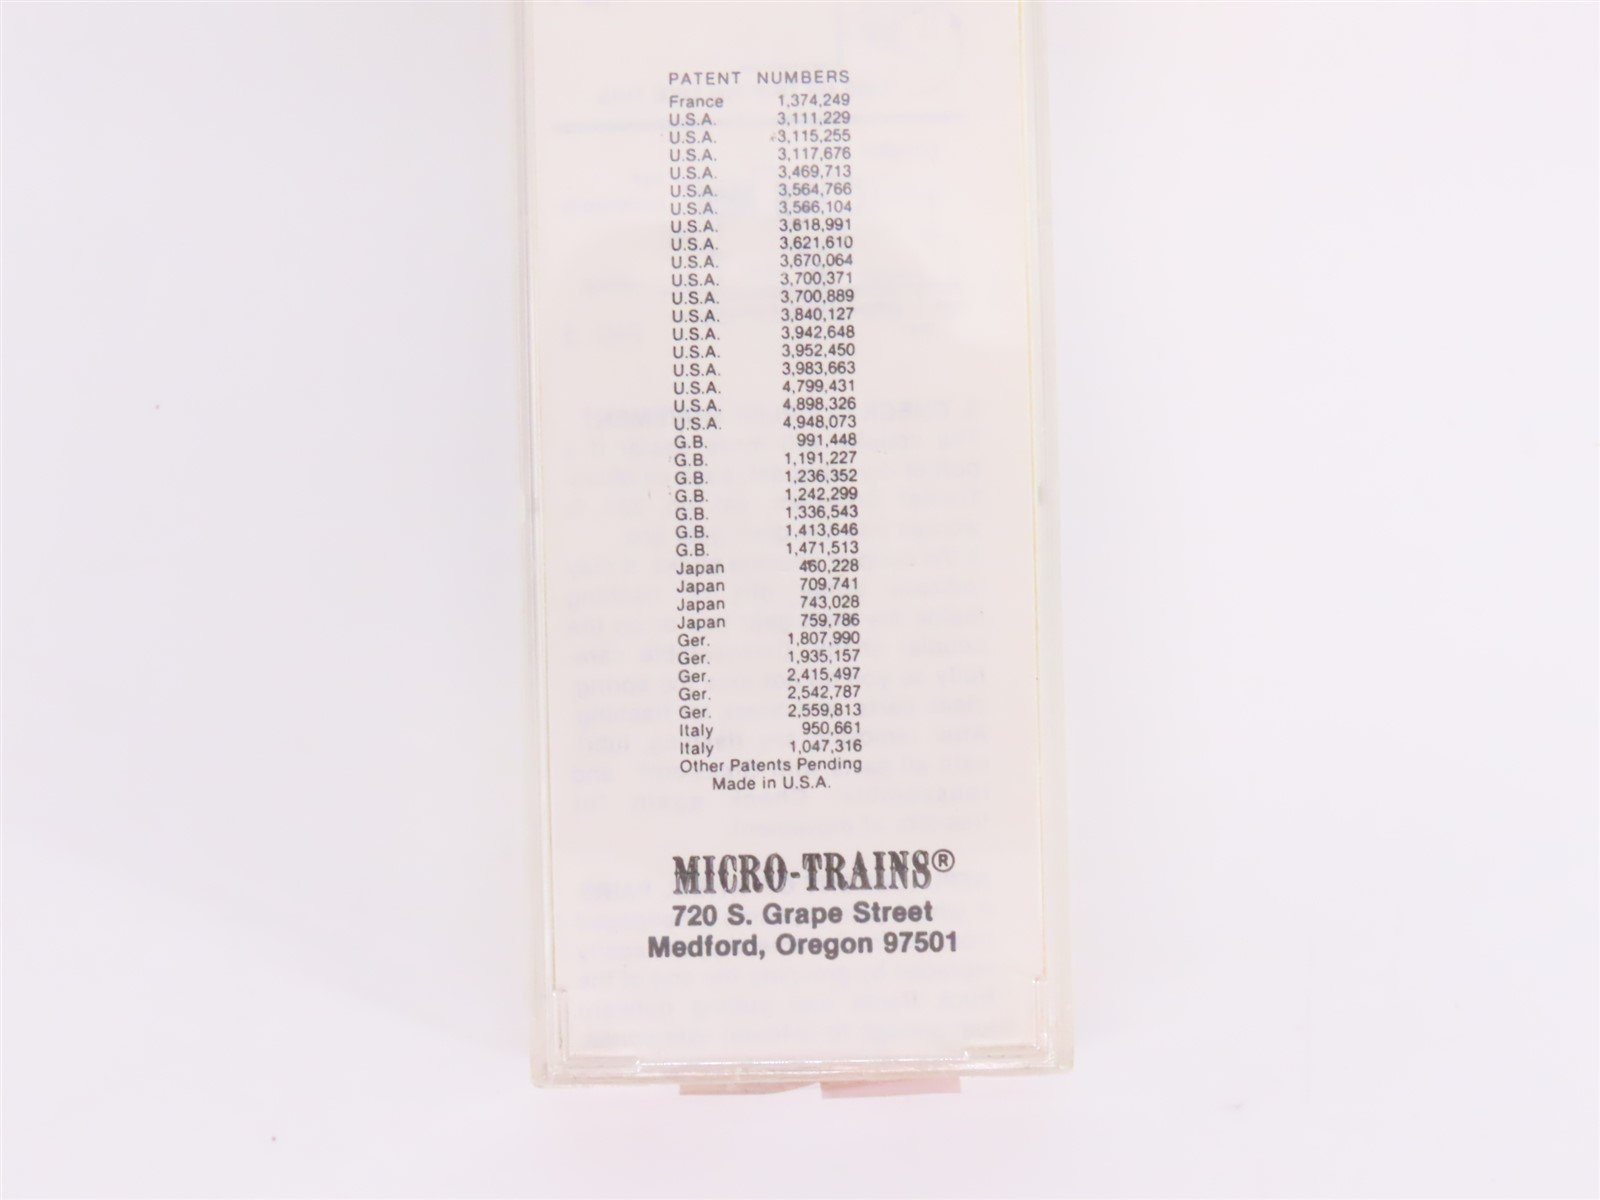 PATENT NUMBERS
France 1,374,249
U.S.A. 3,111,229
U.S.A. 3,115,255
U.S.A. 3,117,676
U.S.A. 3,469,713
U.S.A. 3,564,766
U.S.A. 3,566,104
U.S.A. 3,618,991
U.S.A. 3,621,610
U.S.A. 3,670,064
U.S.A. 3,700,371
U.S.A. 3,700,889
U.S.A. 3,840,127
U.S.A. 3,942,648
U.S.A. 3,952,450
U.S.A. 3,983,663
U.S.A. 4,799,431
U.S.A. 4,898,326
U.S.A. 4,948,073
G.B. 991,448
G.B. 1,191,227
G.B. 1,236,352
G.B. 1,242,299
G.B. 1,336,543
G.B. 1,413,646
G.B. 1,471,513
Japan 460,228
Japan 709,741
Japan 743,028
Japan 759,786
Ger. 1,807,990
Ger. 1,935,157
Ger. 2,415,497
Ger. 2,542,787
Ger. 2,559,813
Italy 950,661
Italy 1,047,316
Other Patents Pending
Made in U.S.A.
MICRO-TRAINS®
720 S. Grape Street
Medford, Oregon 97501